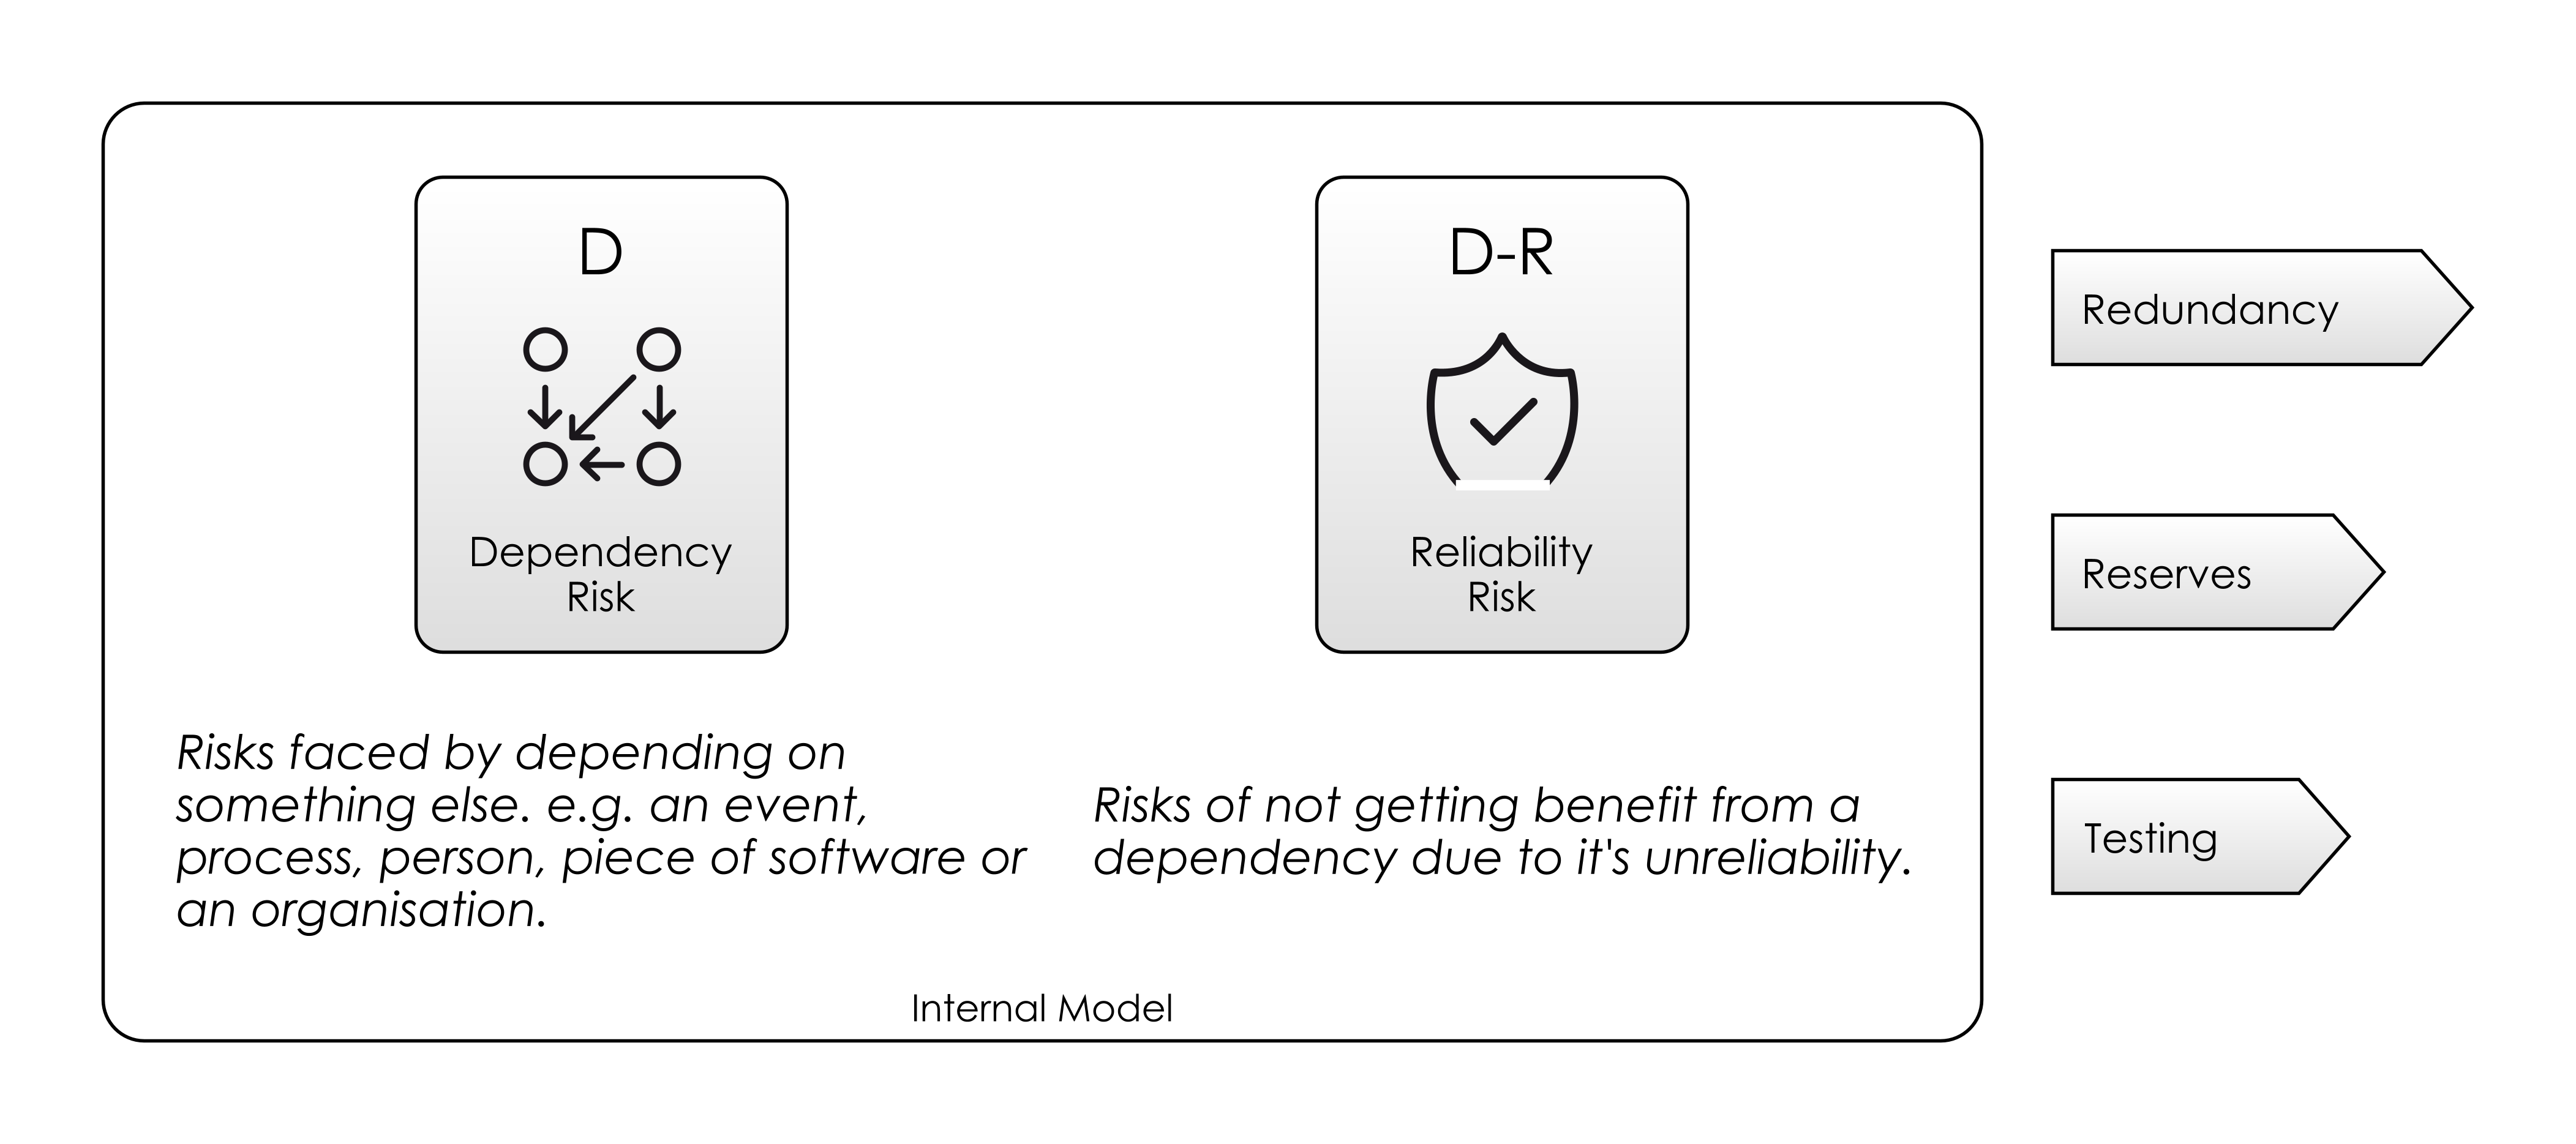 D
Dependency
Risk
Risks faced by depending on
something else. e.g. an event,
process, person, piece of software or
an organisation.
D-R
Reliability
Risk
Risks of not getting benefit from a
dependency due to it's unreliability.
Internal Model
Redundancy
Reserves
Testing